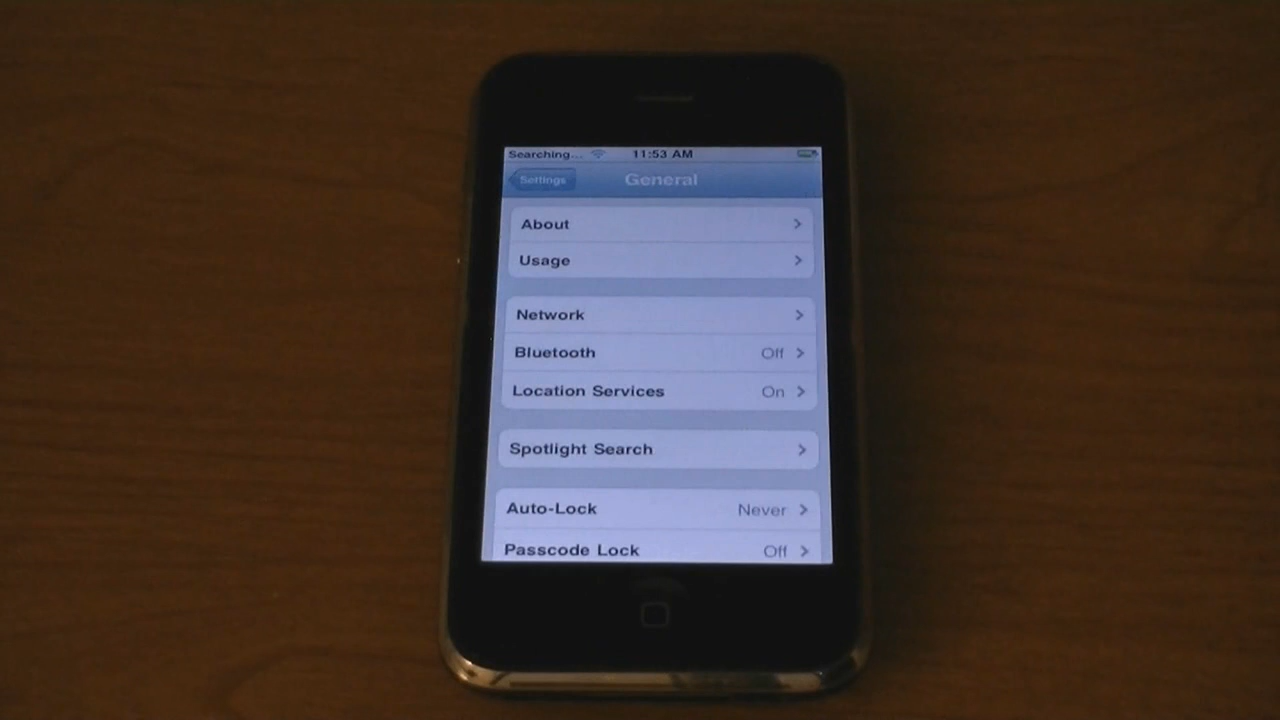 Searching... 11:53 AM
Settings General
About
Usage
Network
Bluetooth Off
Location Services On
Spotlight Search
Auto-Lock Never
Passcode Lock Off